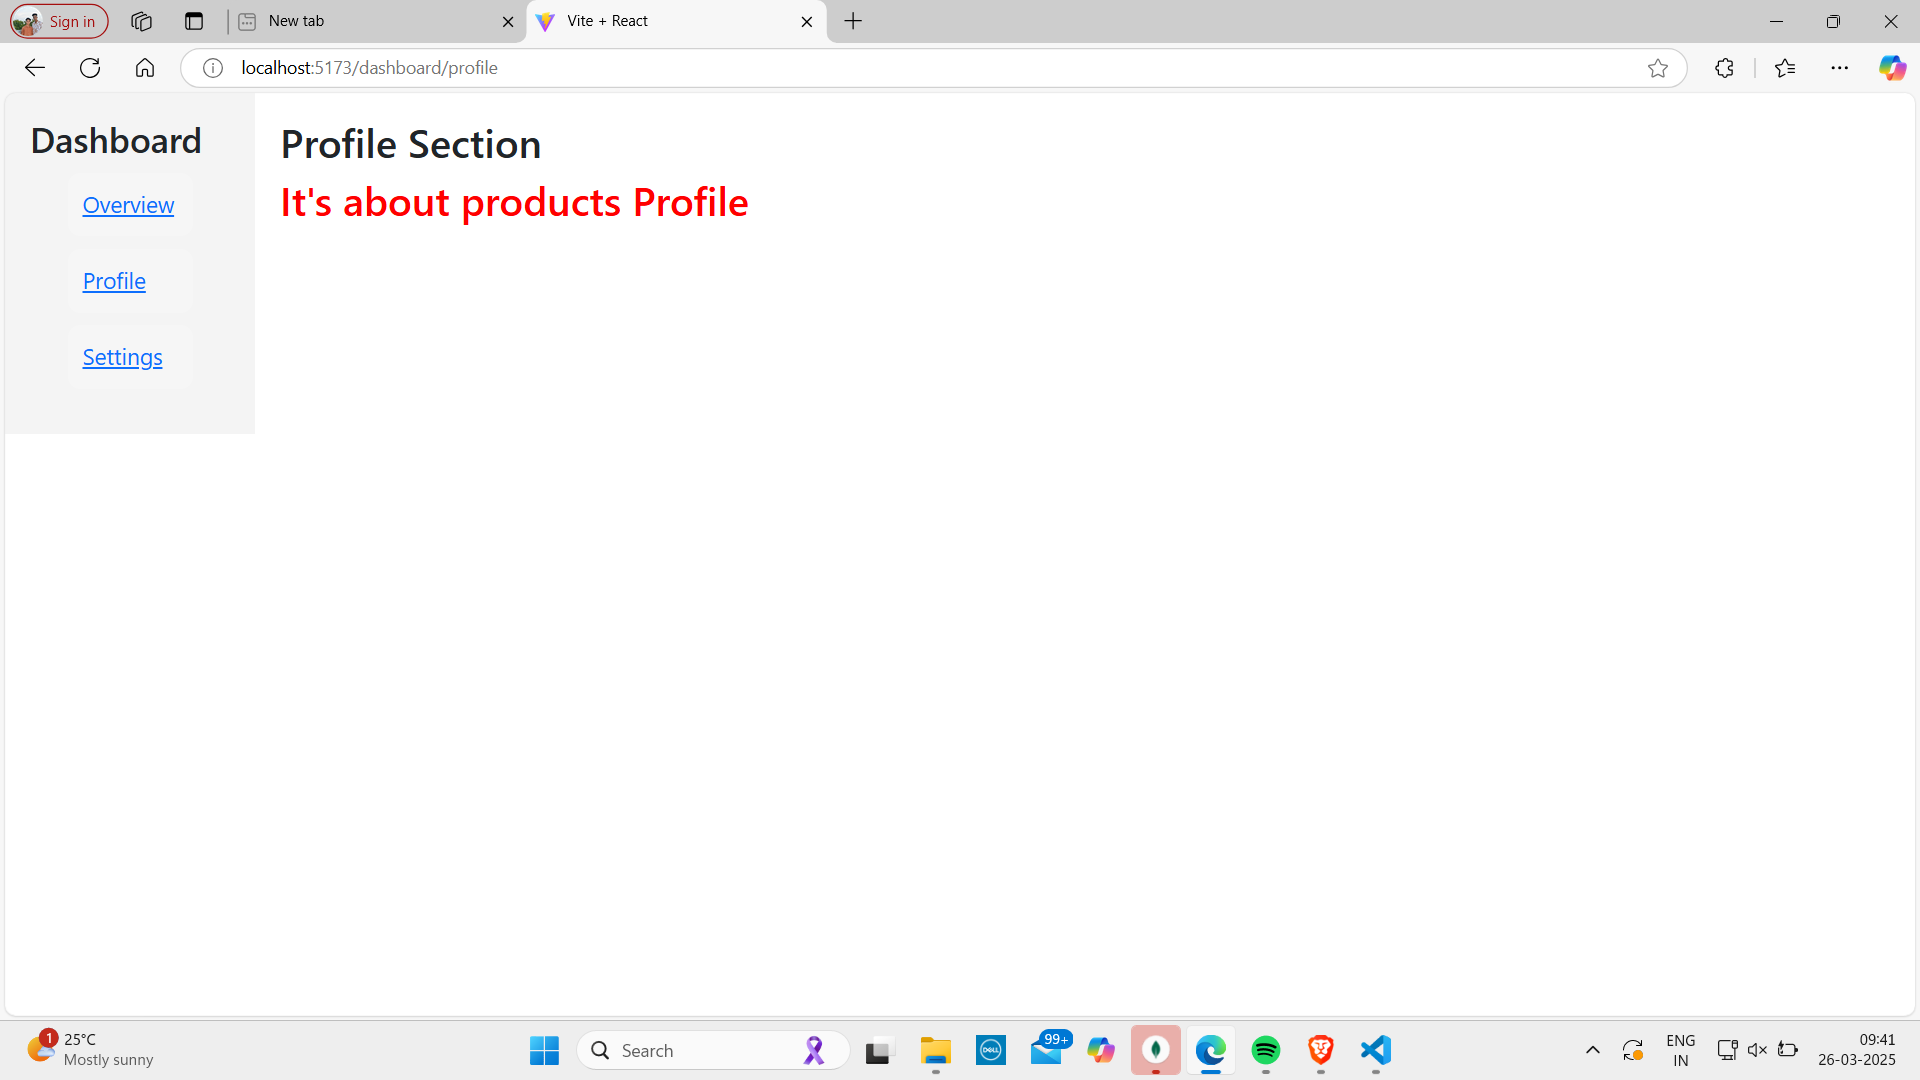 Sign in
New tab
Vite + React
localhost:5173/dashboard/profile
Dashboard
Overview
Profile
Settings
Profile Section
It's about products Profile
1
25°C
Mostly sunny
Search
DELL
99+
ENG
IN
09:41
26-03-2025